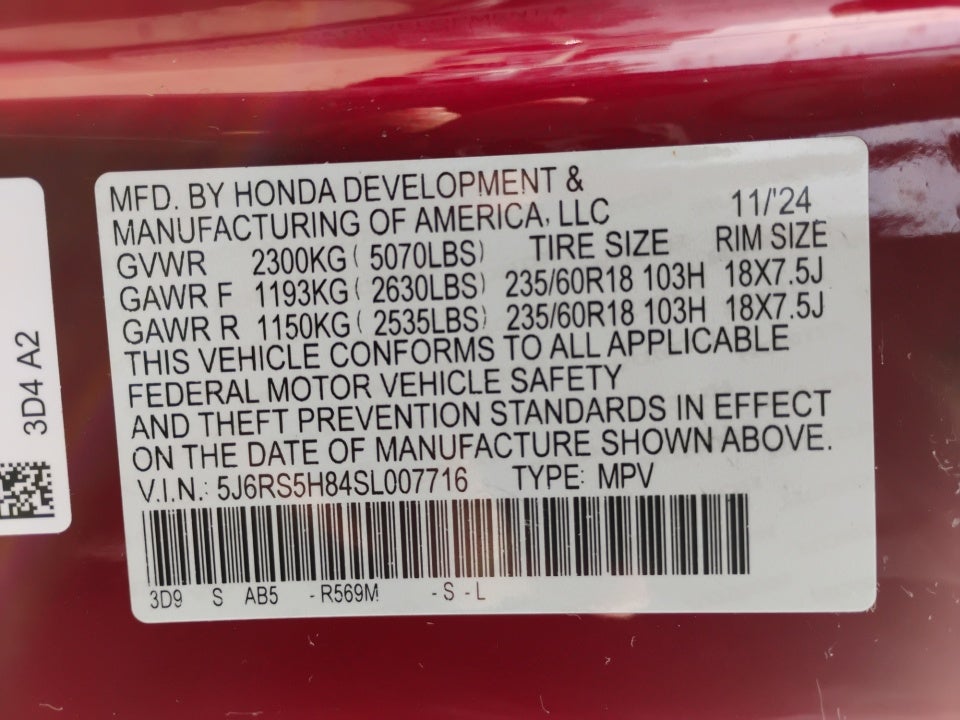 MFD. BY HONDA DEVELOPMENT &
MANUFACTURING OF AMERICA, LLC 11/'24
GVWR 2300KG ( 5070LBS) TIRE SIZE RIM SIZE
GAWR F 1193KG ( 2630LBS) 235/60R18 103H 18X7.5J
GAWR R 1150KG ( 2535LBS) 235/60R18 103H 18X7.5J
THIS VEHICLE CONFORMS TO ALL APPLICABLE
FEDERAL MOTOR VEHICLE SAFETY
AND THEFT PREVENTION STANDARDS IN EFFECT
ON THE DATE OF MANUFACTURE SHOWN ABOVE.
V.I.N.: 5J6RS5H84SL007716 TYPE: MPV
3D9 S AB5 -R569M -S -L
3D4 A2